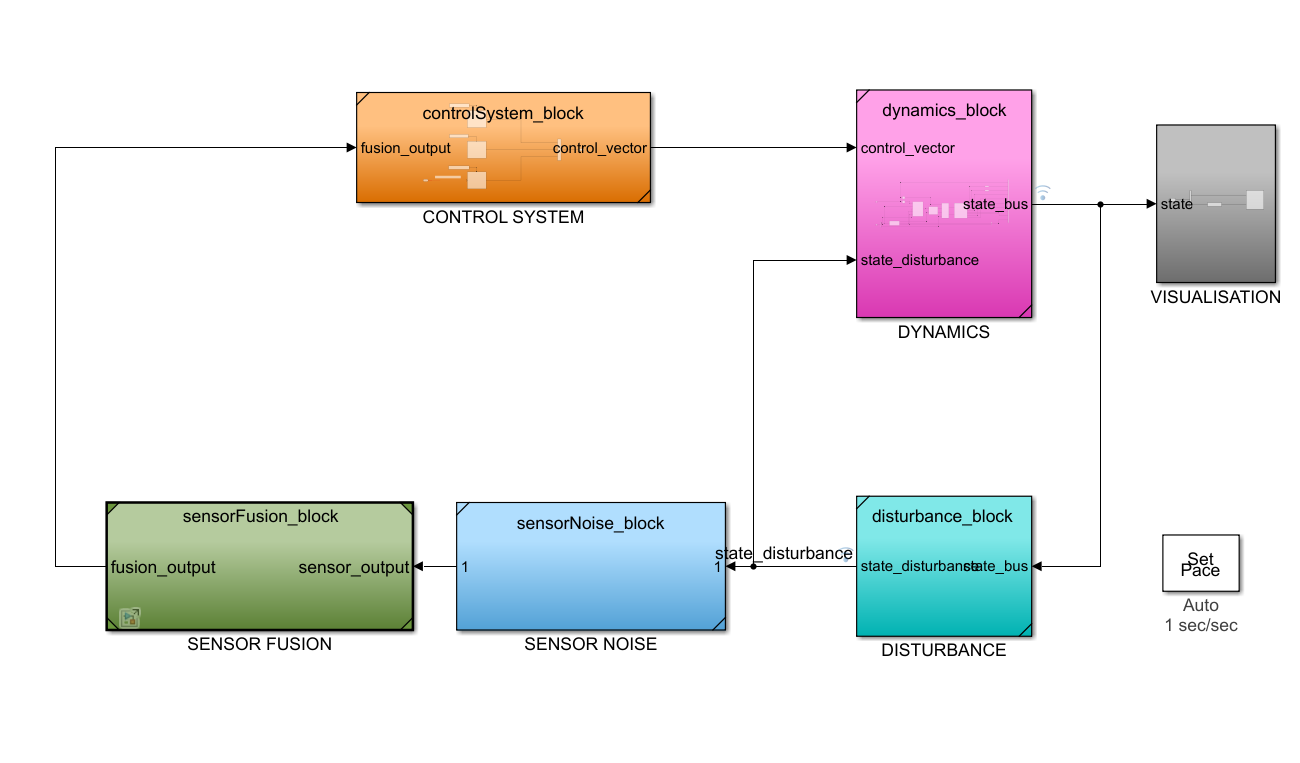 controlSystem_block
fusion_output
control_vector
CONTROL SYSTEM
dynamics_block
control_vector
state_bus
state_disturbance
DYNAMICS
state
VISUALISATION
sensorFusion_block
fusion_output
sensor_output
SENSOR FUSION
sensorNoise_block
1
1
SENSOR NOISE
state_disturbance
disturbance_block
state_disturbance
state_bus
DISTURBANCE
Set
Pace
Auto
1 sec/sec